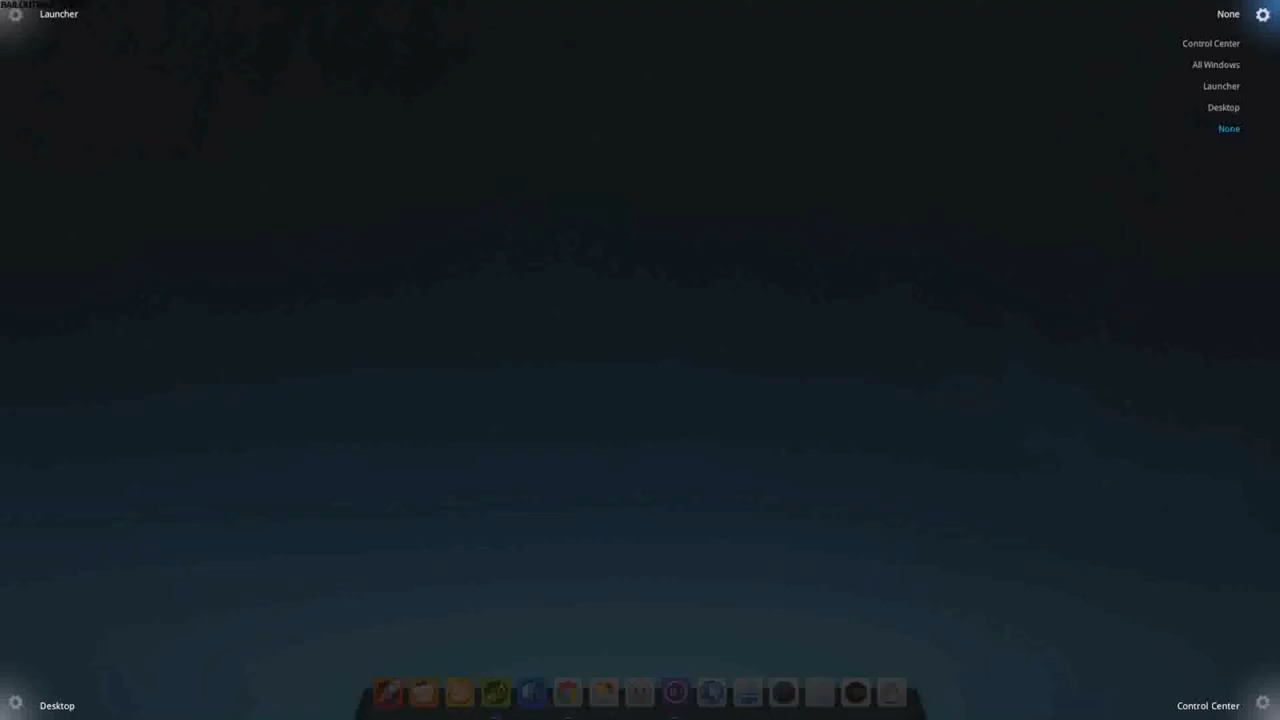 Launcher
None
Control Center
All Windows
Launcher
Desktop
None
Desktop
Control Center